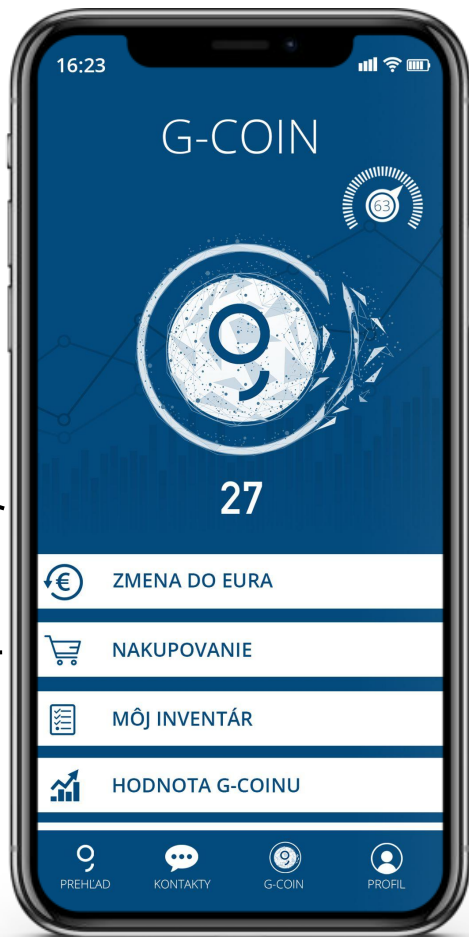 16:23
G-COIN
63
27
ZMENA DO EURA
NAKUPOVANIE
MÔJ INVENTÁR
HODNOTA G-COINU
PREHĽAD
KONTAKTY
G-COIN
PROFIL